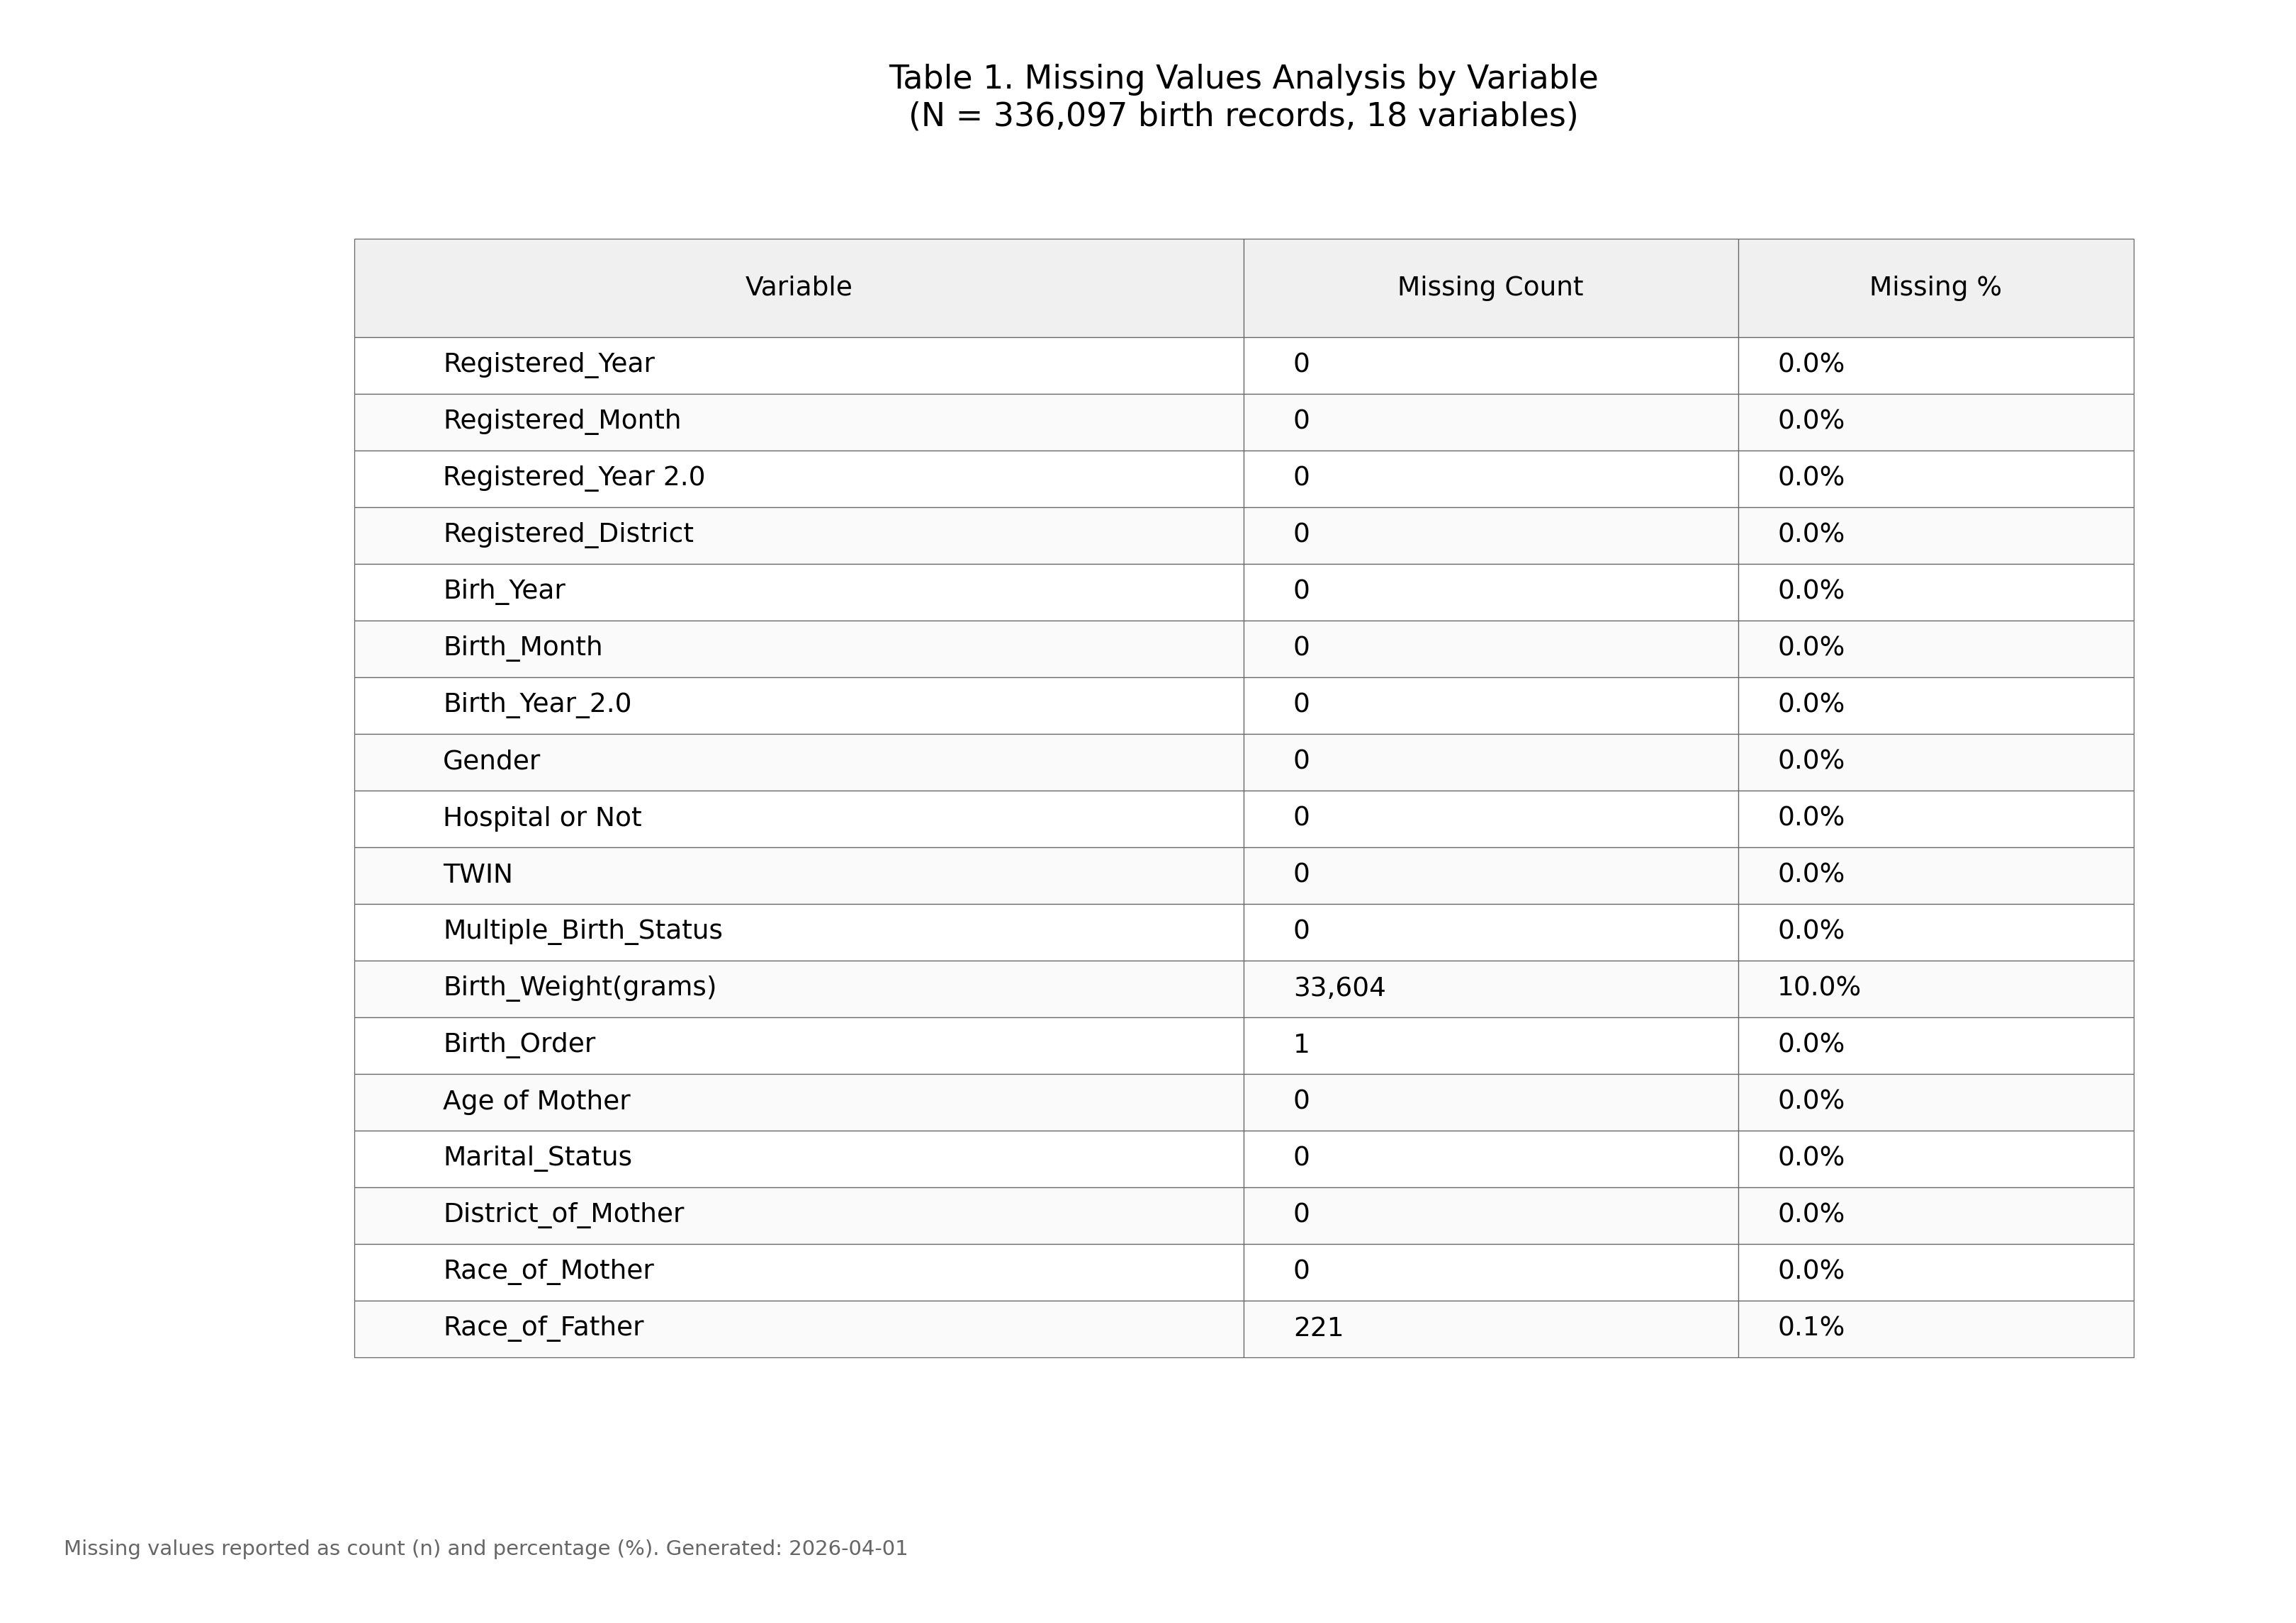 Table 1. Missing Values Analysis by Variable
(N = 336,097 birth records, 18 variables)
Variable Missing Count Missing %
Registered_Year 0 0.0%
Registered_Month 0 0.0%
Registered_Year 2.0 0 0.0%
Registered_District 0 0.0%
Birh_Year 0 0.0%
Birth_Month 0 0.0%
Birth_Year_2.0 0 0.0%
Gender 0 0.0%
Hospital or Not 0 0.0%
TWIN 0 0.0%
Multiple_Birth_Status 0 0.0%
Birth_Weight(grams) 33,604 10.0%
Birth_Order 1 0.0%
Age of Mother 0 0.0%
Marital_Status 0 0.0%
District_of_Mother 0 0.0%
Race_of_Mother 0 0.0%
Race_of_Father 221 0.1%
Missing values reported as count (n) and percentage (%). Generated: 2026-04-01